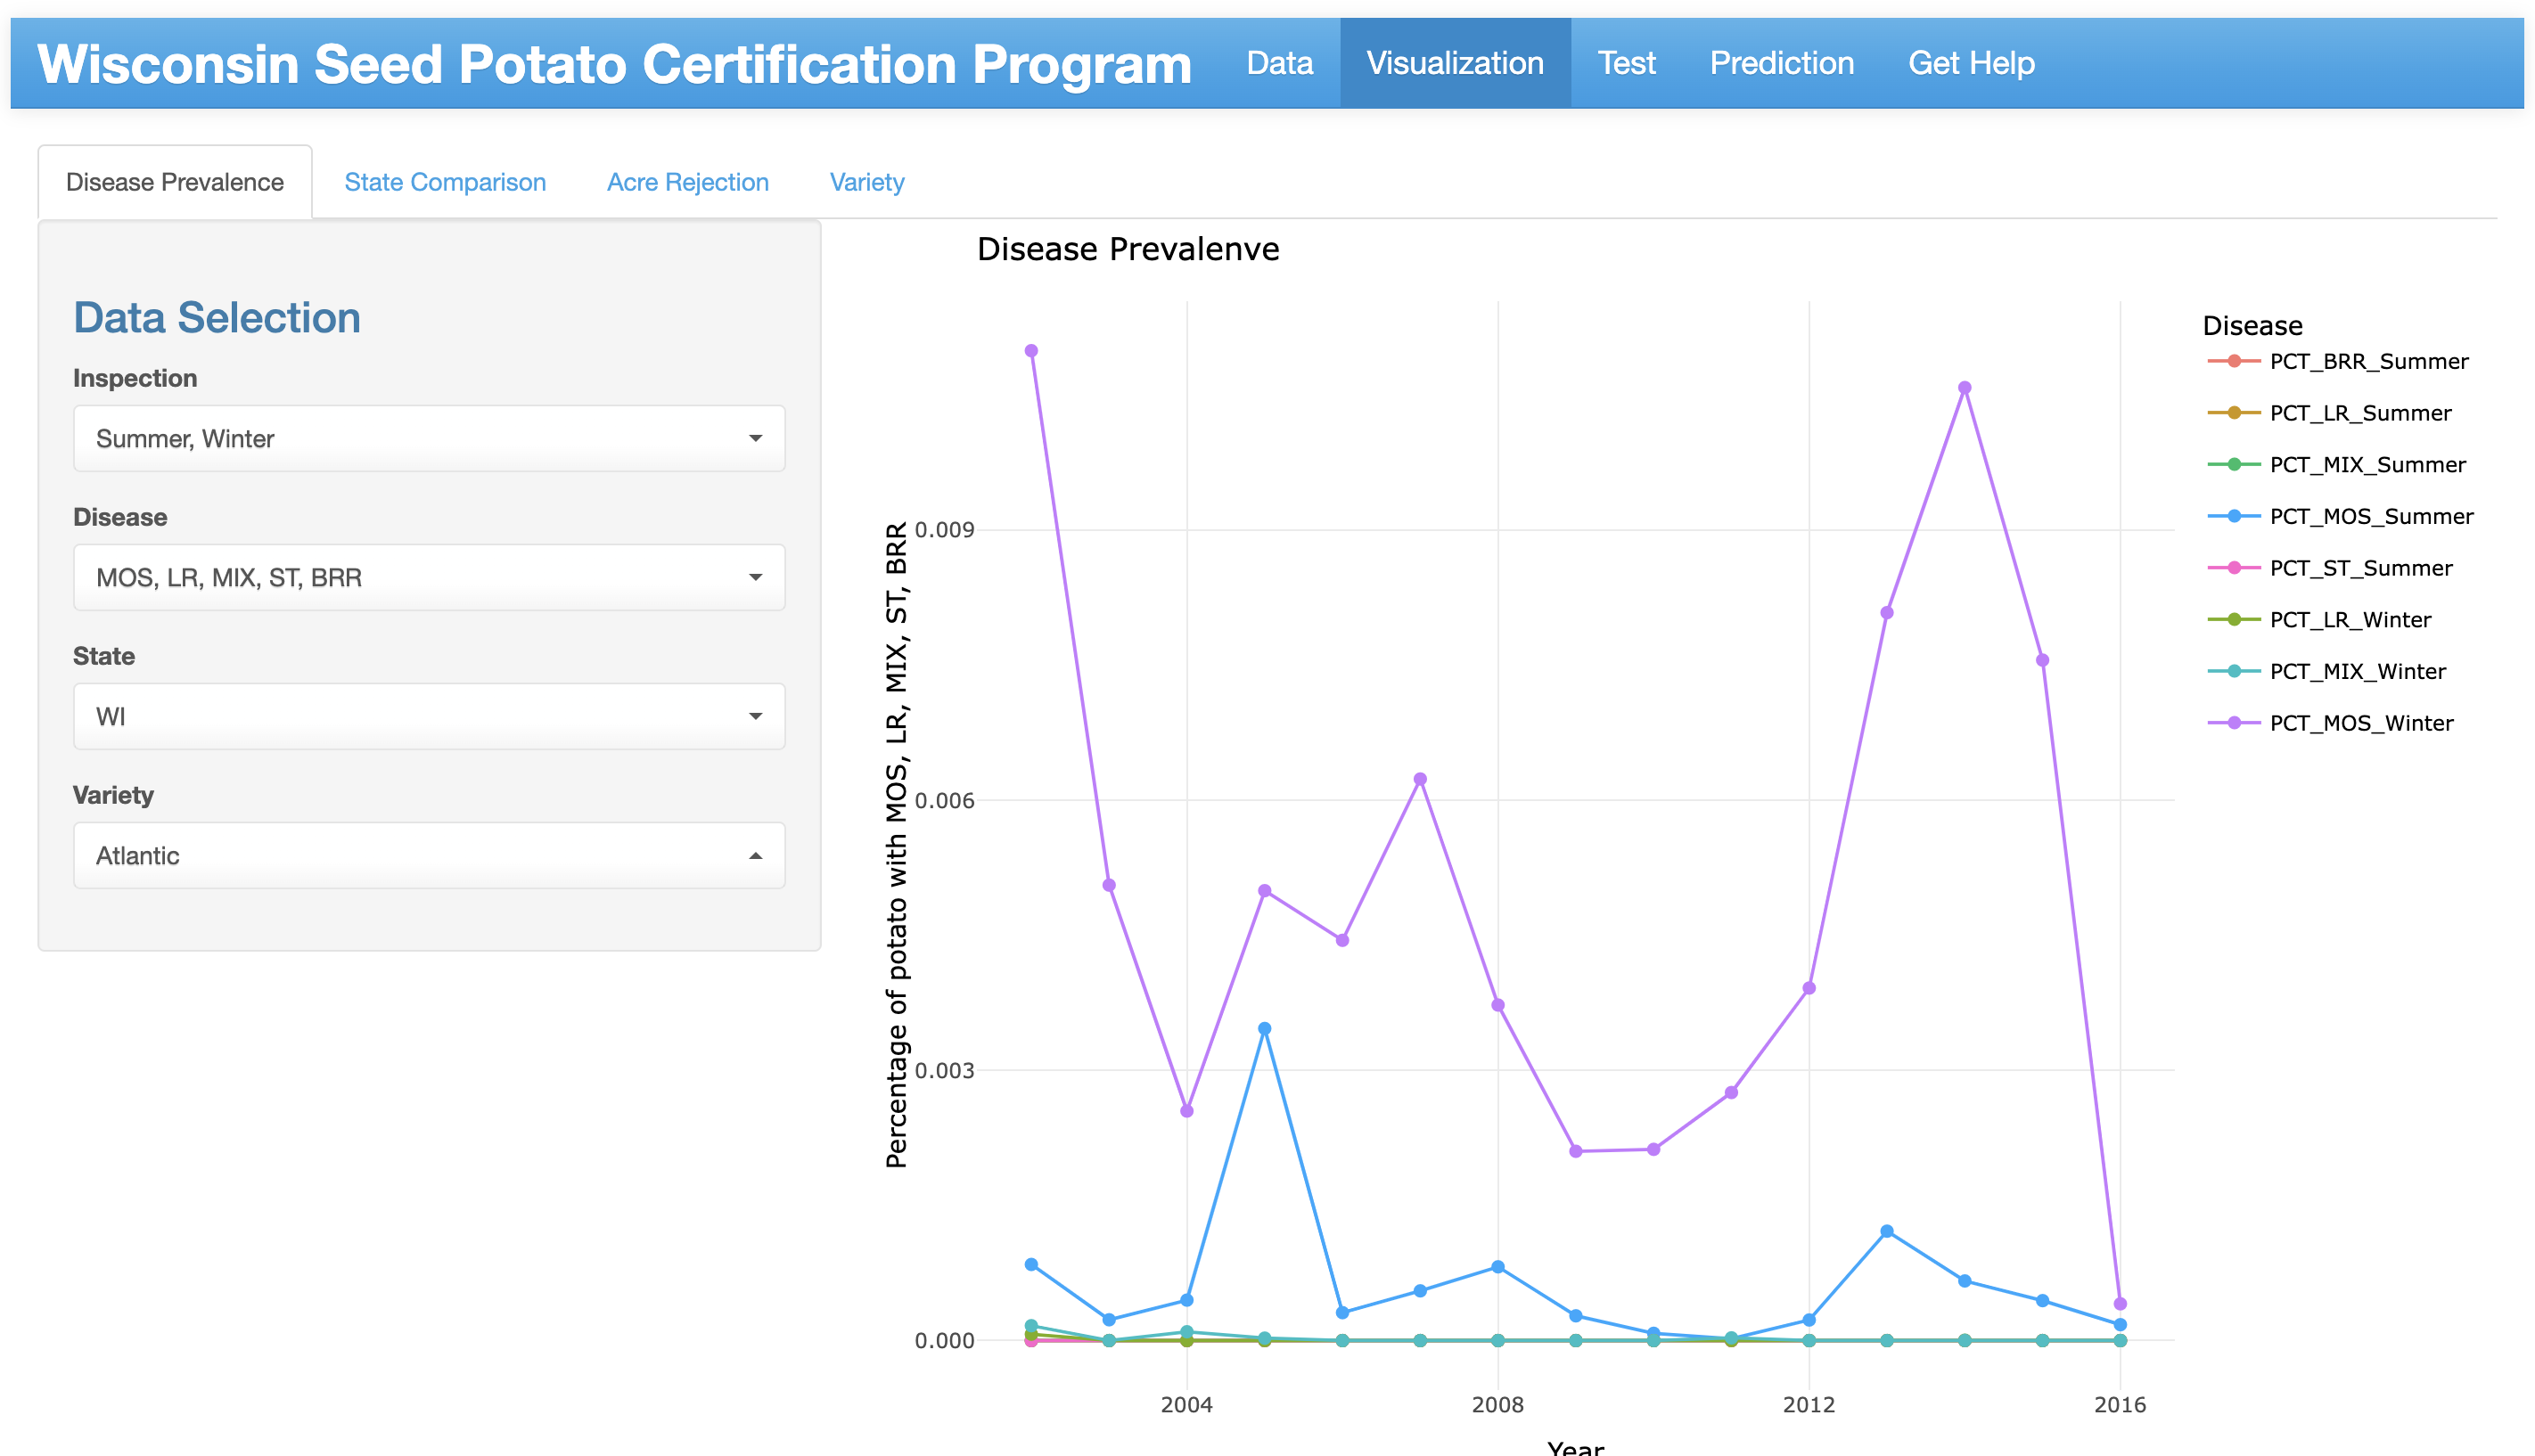 Wisconsin Seed Potato Certification Program Data Visualization Test Prediction Get Help
Disease Prevalence State Comparison Acre Rejection Variety
Data Selection
Inspection
Summer, Winter
Disease
MOS, LR, MIX, ST, BRR
State
WI
Variety
Atlantic
Disease Prevalenve
Percentage of potato with MOS, LR, MIX, ST, BRR
0.009
0.006
0.003
0.000
2004 2008 2012 2016
Year
Disease
PCT_BRR_Summer
PCT_LR_Summer
PCT_MIX_Summer
PCT_MOS_Summer
PCT_ST_Summer
PCT_LR_Winter
PCT_MIX_Winter
PCT_MOS_Winter